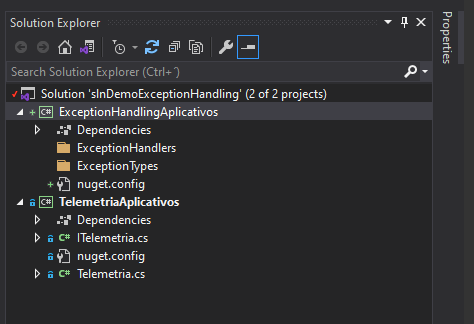 Solution Explorer
Search Solution Explorer (Ctrl+´)
Solution 'slnDemoExceptionHandling' (2 of 2 projects)
C# ExceptionHandlingAplicativos
Dependencies
ExceptionHandlers
ExceptionTypes
nuget.config
C# TelemetriaAplicativos
Dependencies
C# ITelemetria.cs
nuget.config
C# Telemetria.cs
Properties